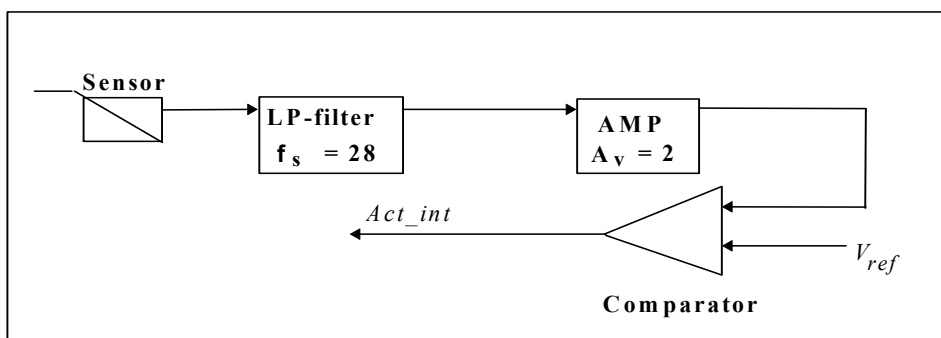 Sensor
LP-filter
fs = 28
AMP
Av = 2
Act_int
Vref
Comparator